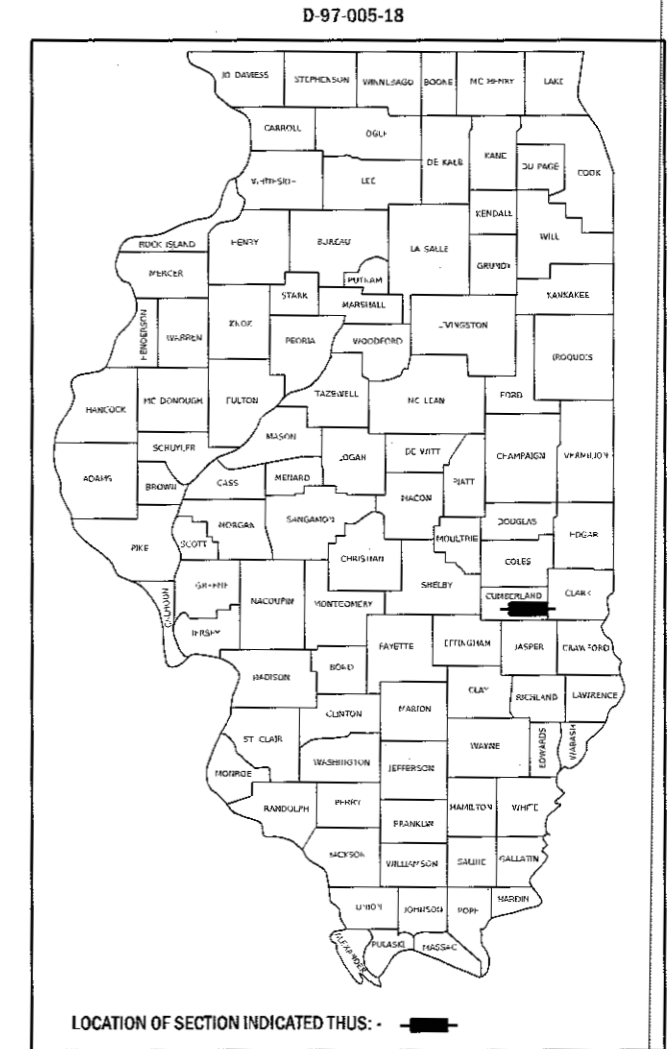 D-97-005-18
JO DAVIESS STEPHENSON WINNEBAGO BOONE MC HENRY LAKE
CARROLL OGLE
DE KALB KANE DU PAGE COOK
WHITESIDE LEE
KENDALL
ROCK ISLAND HENRY BUREAU LA SALLE WILL
MERCER PUTNAM GRUNDY
STARK MARSHALL KANKAKEE
HENDERSON WARREN KNOX PEORIA WOODFORD LIVINGSTON IROQUOIS
HANCOCK MC DONOUGH FULTON TAZEWELL MC LEAN FORD
MASON
SCHUYLER LOGAN DE WITT CHAMPAIGN VERMILION
ADAMS BROWN CASS MENARD PIATT
MACON
MORGAN SANGAMON DOUGLAS
PIKE SCOTT CHRISTIAN MOULTRIE EDGAR
COLES
GREENE SHELBY
CALHOUN MACOUPIN MONTGOMERY CUMBERLAND CLARK
JERSEY
FAYETTE EFFINGHAM JASPER CRAWFORD
MADISON BOND
CLAY RICHLAND LAWRENCE
CLINTON MARION
ST CLAIR WAYNE EDWARDS WABASH
MONROE WASHINGTON JEFFERSON
RANDOLPH PERRY HAMILTON WHITE
FRANKLIN
JACKSON WILLIAMSON SALINE GALLATIN
UNION JOHNSON POPE HARDIN
ALEXANDER PULASKI MASSAC
LOCATION OF SECTION INDICATED THUS: -